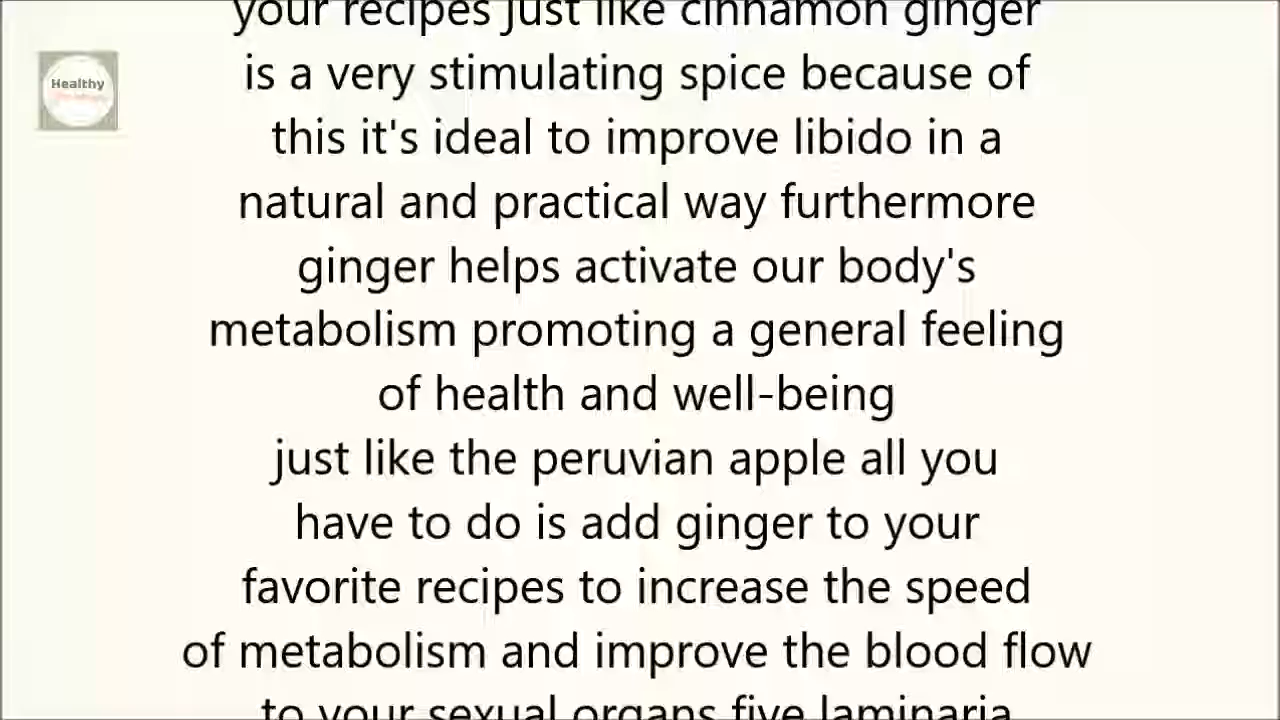 your recipes just like cinnamon ginger
Healthy
is a very stimulating spice because of
this it's ideal to improve libido in a
natural and practical way furthermore
ginger helps activate our body's
metabolism promoting a general feeling
of health and well-being
just like the peruvian apple all you
have to do is add ginger to your
favorite recipes to increase the speed
of metabolism and improve the blood flow
to your sexual organs five laminaria